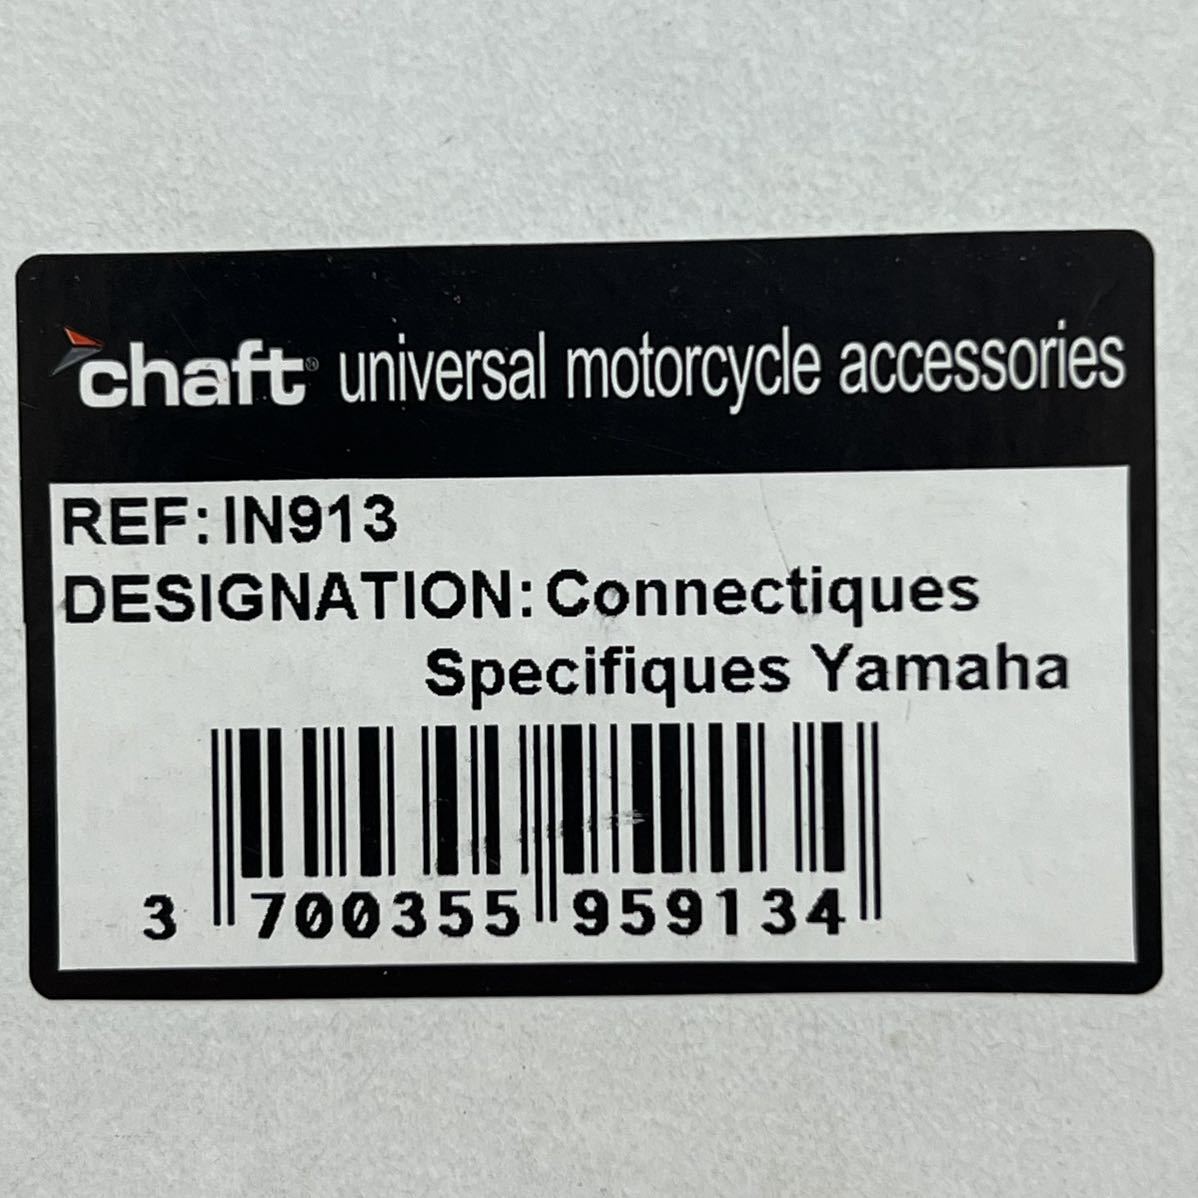 chaft® universal motorcycle accessories
REF:IN913
DESIGNATION:Connectiques
Specifiques Yamaha
3 700355 959134